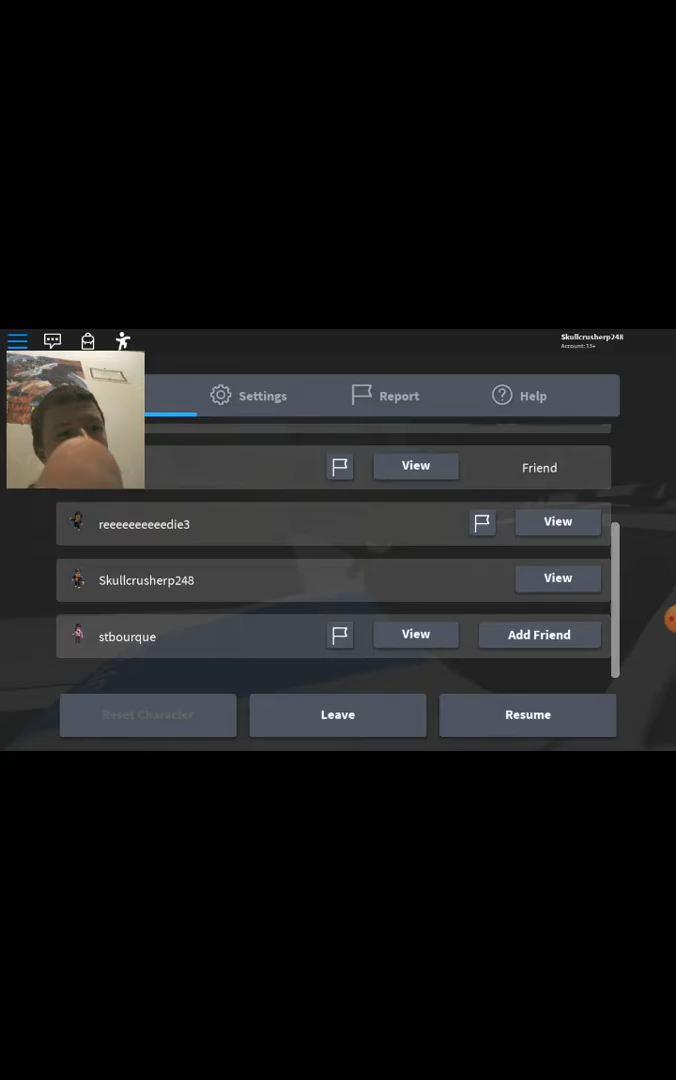 Skullcrusherp248
Account: 13+
Settings
Report
Help
View
Friend
reeeeeeeeeedie3
View
Skullcrusherp248
View
stbourque
View
Add Friend
Reset Character
Leave
Resume